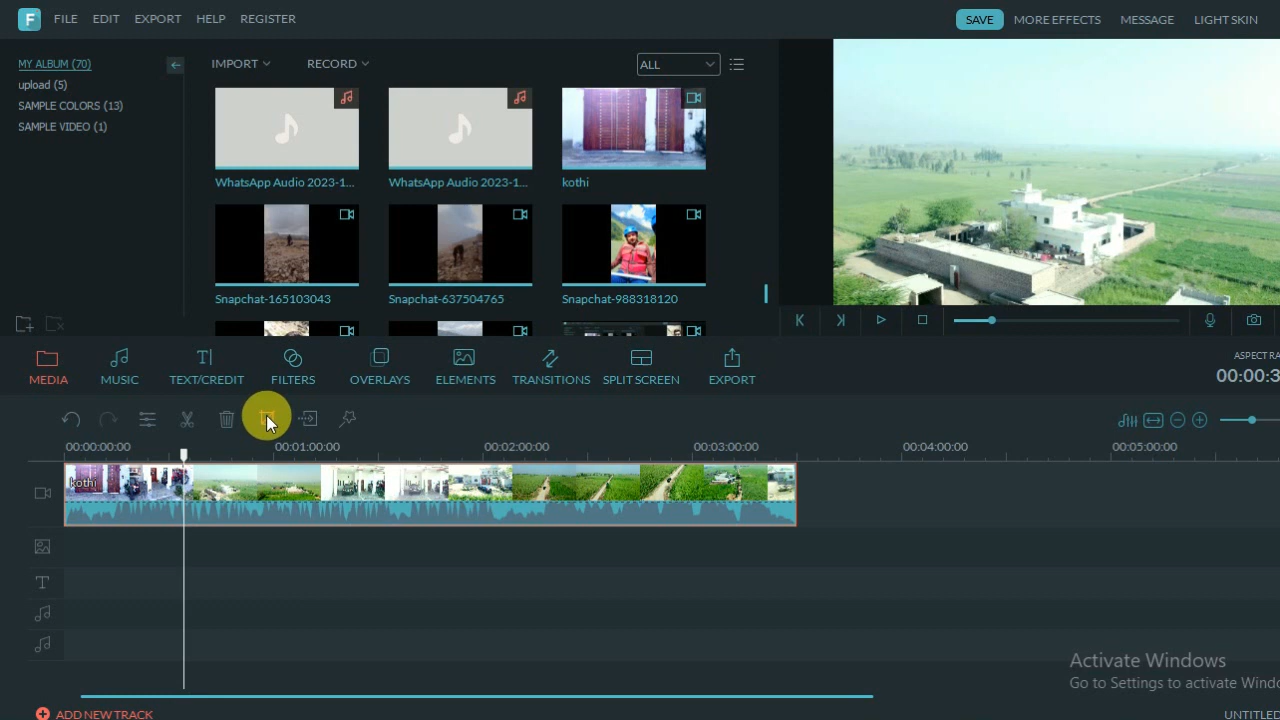 F FILE EDIT EXPORT HELP REGISTER SAVE MORE EFFECTS MESSAGE LIGHT SKIN
MY ALBUM (70)
upload (5)
SAMPLE COLORS (13)
SAMPLE VIDEO (1)
IMPORT RECORD ALL
WhatsApp Audio 2023-1... WhatsApp Audio 2023-1... kothi
Snapchat-165103043 Snapchat-637504765 Snapchat-988318120
MEDIA MUSIC TEXT/CREDIT FILTERS OVERLAYS ELEMENTS TRANSITIONS SPLIT SCREEN EXPORT
ASPECT RA
00:00:3
00:00:00:00 00:01:00:00 00:02:00:00 00:03:00:00 00:04:00:00 00:05:00:00
kothi
T
Activate Windows
Go to Settings to activate Windo
ADD NEW TRACK UNTITLED